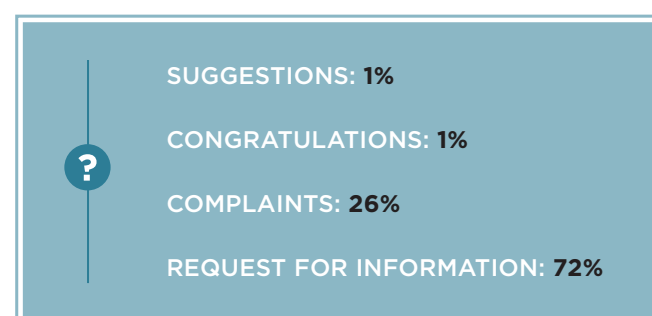 SUGGESTIONS: 1%
CONGRATULATIONS: 1%
?
COMPLAINTS: 26%
REQUEST FOR INFORMATION: 72%